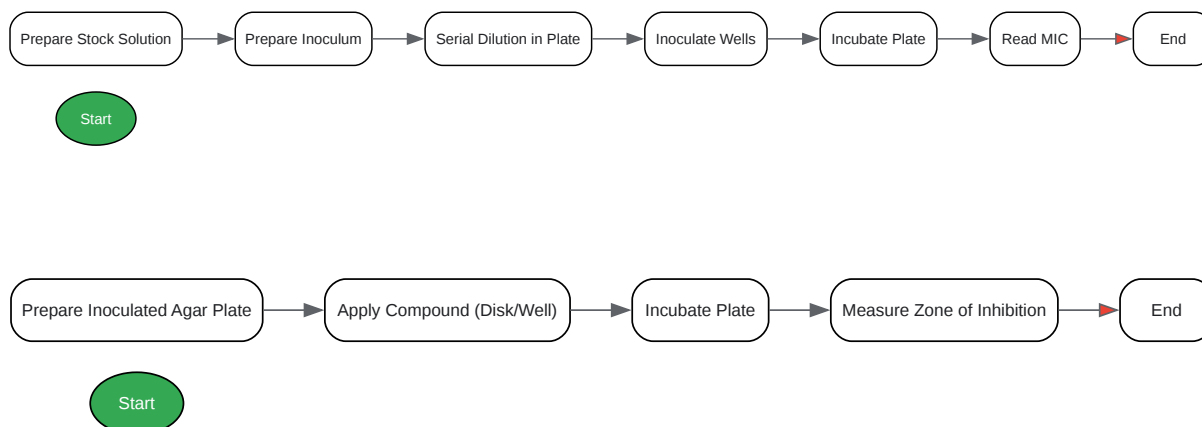 Prepare Stock Solution
Prepare Inoculum
Serial Dilution in Plate
Inoculate Wells
Incubate Plate
Read MIC
End
Start
Prepare Inoculated Agar Plate
Apply Compound (Disk/Well)
Incubate Plate
Measure Zone of Inhibition
End
Start